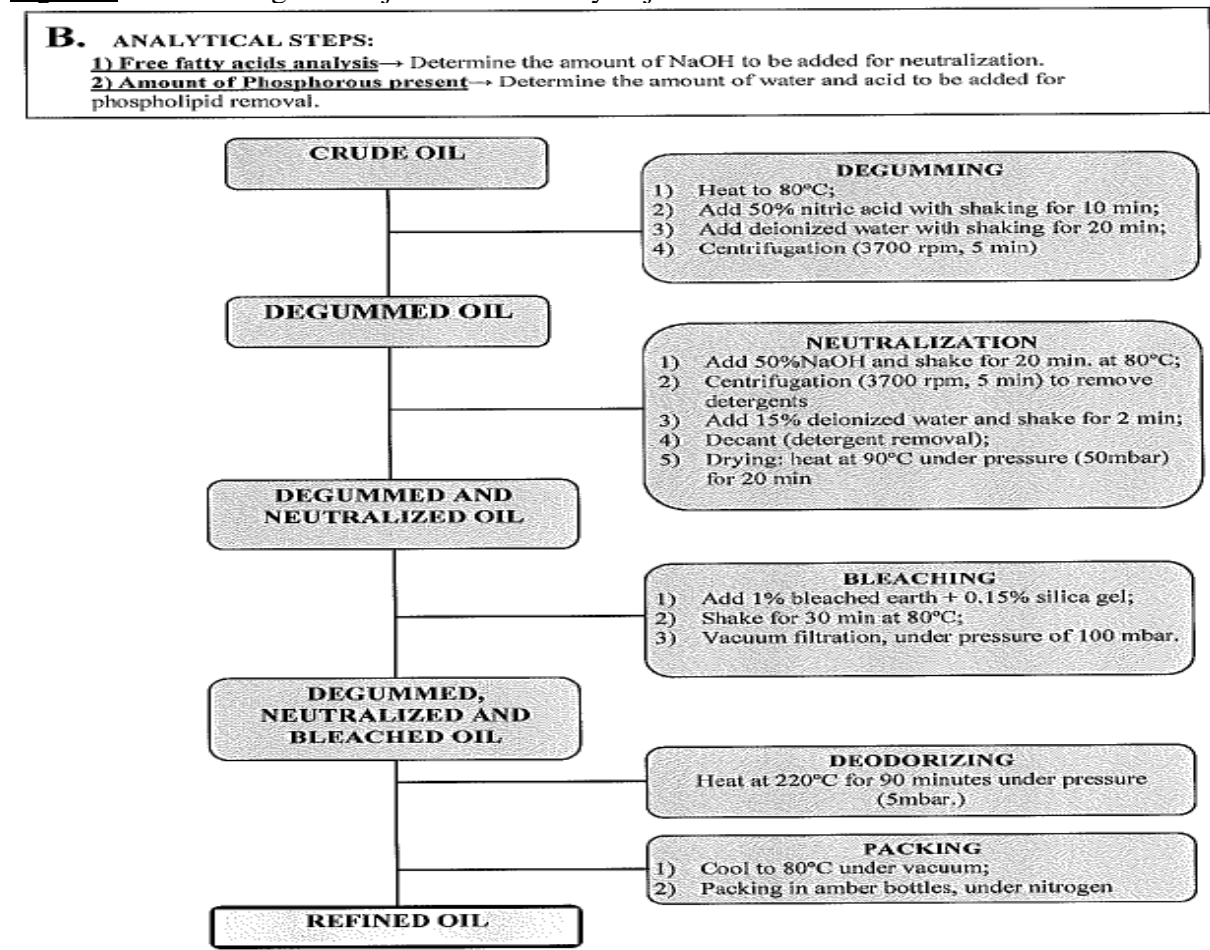 B. ANALYTICAL STEPS:
1) Free fatty acids analysis→ Determine the amount of NaOH to be added for neutralization.
2) Amount of Phosphorous present→ Determine the amount of water and acid to be added for
phospholipid removal.
CRUDE OIL
DEGUMMING
1) Heat to 80ºC;
2) Add 50% nitric acid with shaking for 10 min;
3) Add deionized water with shaking for 20 min;
4) Centrifugation (3700 rpm, 5 min)
DEGUMMED OIL
NEUTRALIZATION
1) Add 50%NaOH and shake for 20 min. at 80ºC;
2) Centrifugation (3700 rpm, 5 min) to remove
detergents
3) Add 15% deionized water and shake for 2 min;
4) Decant (detergent removal);
5) Drying: heat at 90ºC under pressure (50mbar)
for 20 min
DEGUMMED AND
NEUTRALIZED OIL
BLEACHING
1) Add 1% bleached earth + 0.15% silica gel;
2) Shake for 30 min at 80ºC;
3) Vacuum filtration, under pressure of 100 mbar.
DEGUMMED,
NEUTRALIZED AND
BLEACHED OIL
DEODORIZING
Heat at 220ºC for 90 minutes under pressure
(5mbar.)
PACKING
1) Cool to 80ºC under vacuum;
2) Packing in amber bottles, under nitrogen
REFINED OIL